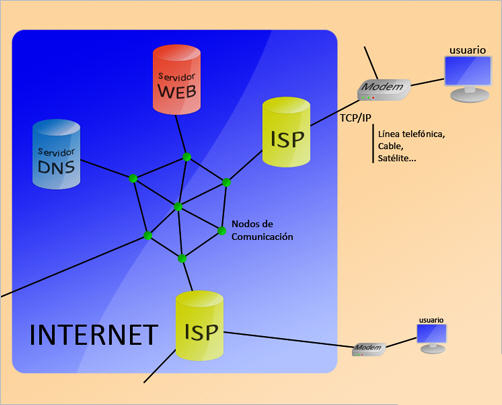 Servidor
WEB
usuario
Modem
ISP
TCP/IP
Línea telefónica,
Cable,
Satélite...
Servidor
DNS
Nodos de
Comunicación
INTERNET
ISP
usuario
Modem